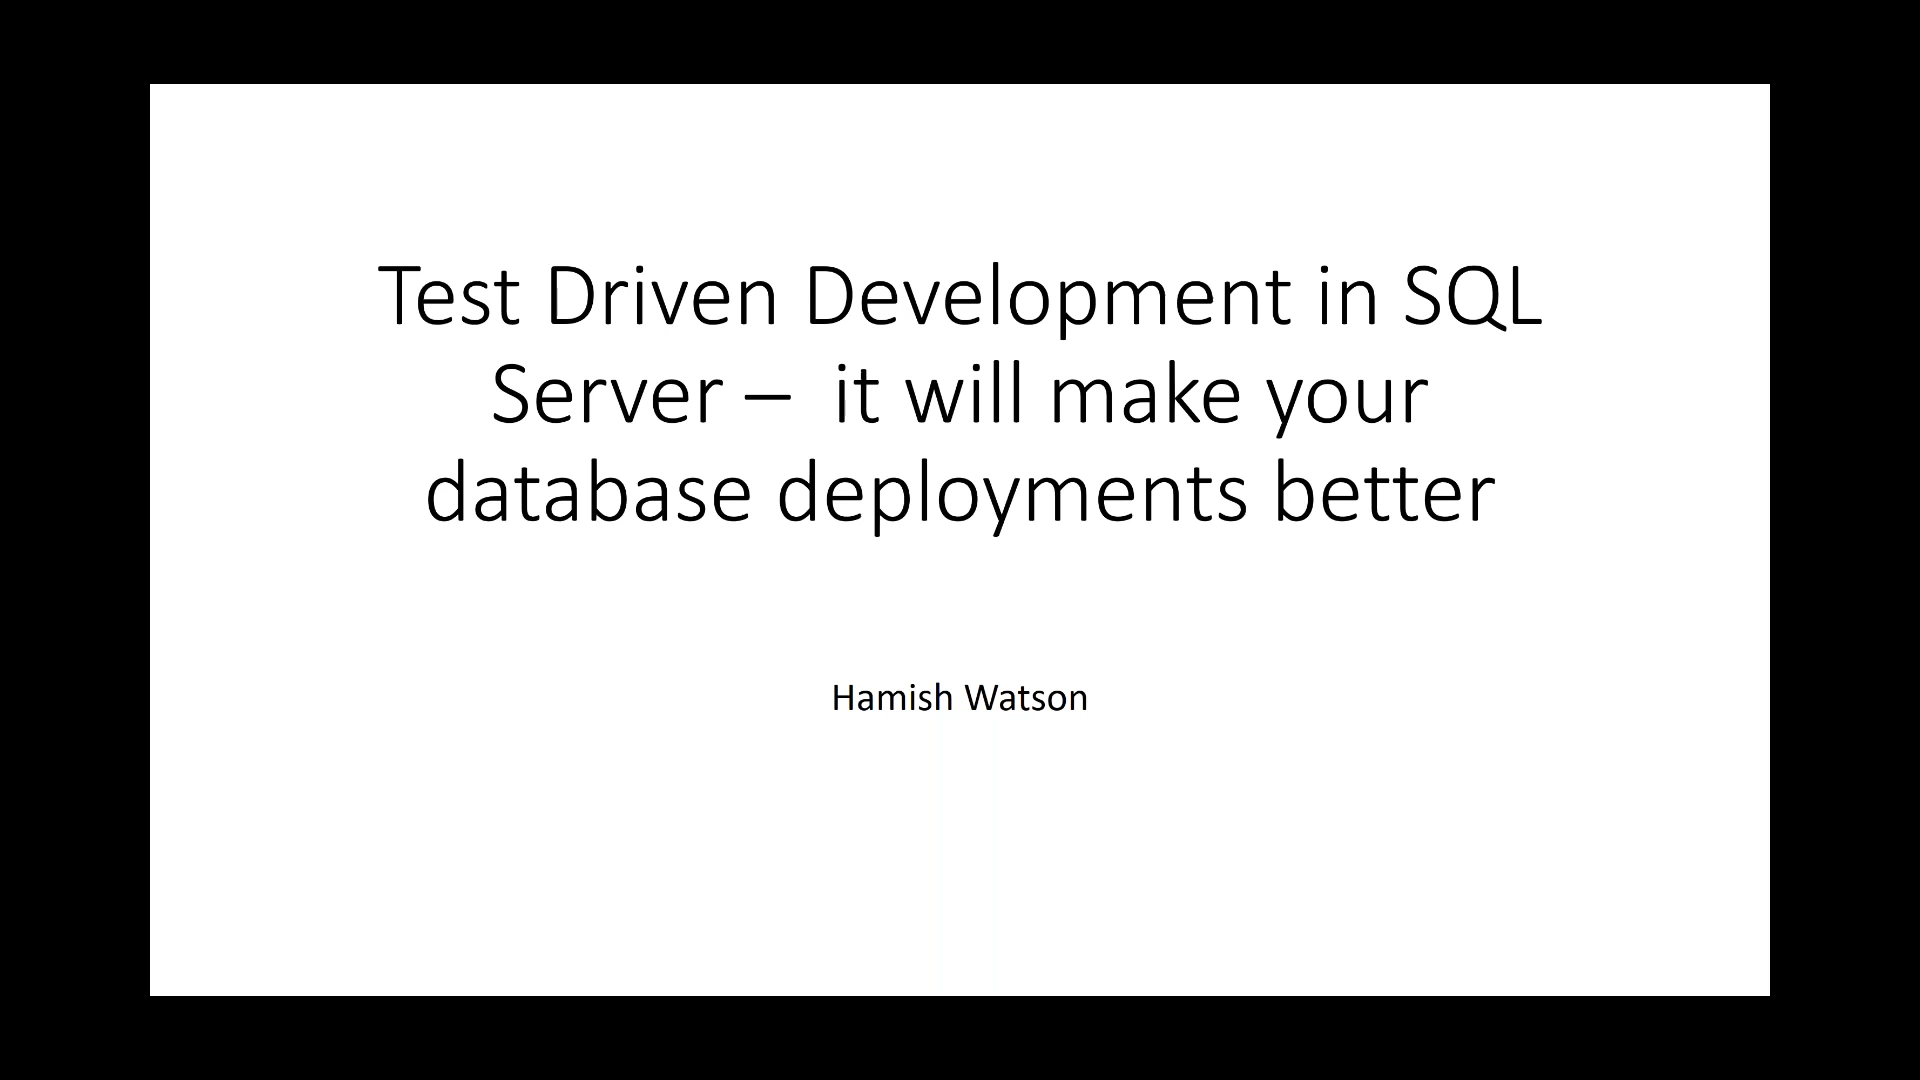 Test Driven Development in SQL
Server –  it will make your
database deployments better
Hamish Watson